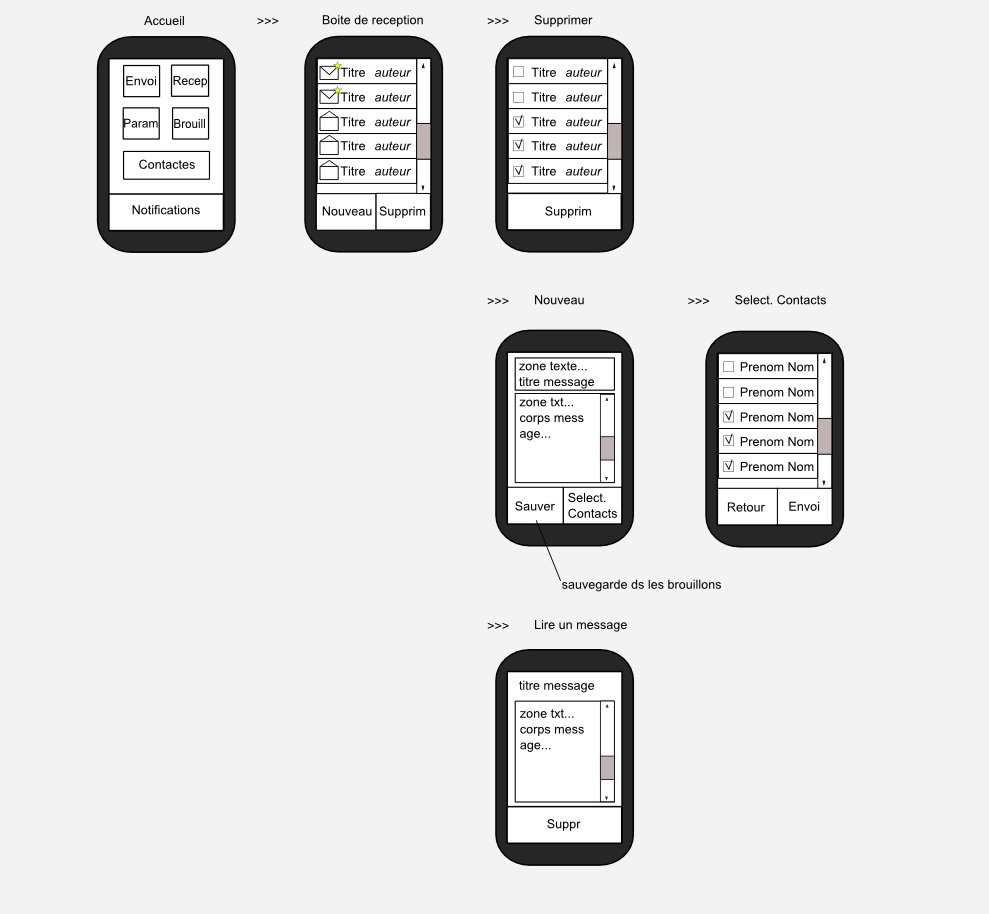 Accueil >>> Boite de reception >>> Supprimer
Envoi Recep
Param Brouill
Contactes
Notifications
Titre auteur
Titre auteur
Titre auteur
Titre auteur
Titre auteur
Nouveau Supprim
Titre auteur
Titre auteur
Titre auteur
Titre auteur
Titre auteur
Supprim
>>> Nouveau >>> Select. Contacts
zone texte...
titre message
zone txt...
corps mess
age...
Sauver
Select.
Contacts
Prenom Nom
Prenom Nom
Prenom Nom
Prenom Nom
Prenom Nom
Retour Envoi
sauvegarde ds les brouillons
>>> Lire un message
titre message
zone txt...
corps mess
age...
Suppr